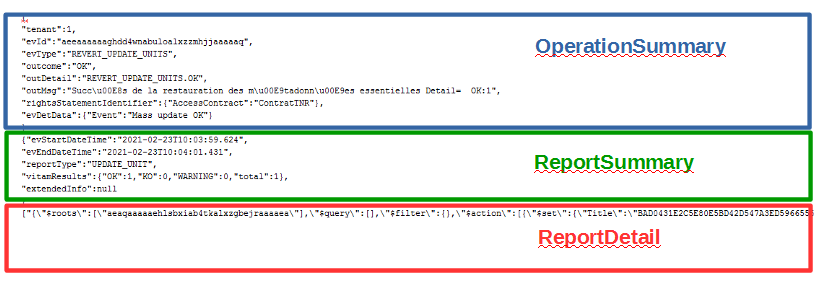 {
"tenant":1,
"evId":"aeeaaaaaaghdd4wnabuloalxzzmhjjaaaaaq",
"evType":"REVERT_UPDATE_UNITS",
"outcome":"OK",
"outDetail":"REVERT_UPDATE_UNITS.OK",
"outMsg":"Succ\u00E8s de la restauration des m\u00E9tadonn\u00E9es essentielles Detail=  OK:1",
"rightsStatementIdentifier":{"AccessContract":"ContratTNR"},
"evDetData":{"Event":"Mass update OK"}
OperationSummary
{"evStartDateTime":"2021-02-23T10:03:59.624",
"evEndDateTime":"2021-02-23T10:04:01.431",
"reportType":"UPDATE_UNIT",
"vitamResults":{"OK":1,"KO":0,"WARNING":0,"total":1},
"extendedInfo":null
ReportSummary
["{\"$roots\":[\"aeaqaaaaaehlsbxiab4tkalxzgbejraaaaea\"],\"$query\":[],\"$filter\":{},\"$action\":[{\"$set\":{\"Title\":\"BAD0431E2C5E80E5BD42D547A3ED5966556
ReportDetail